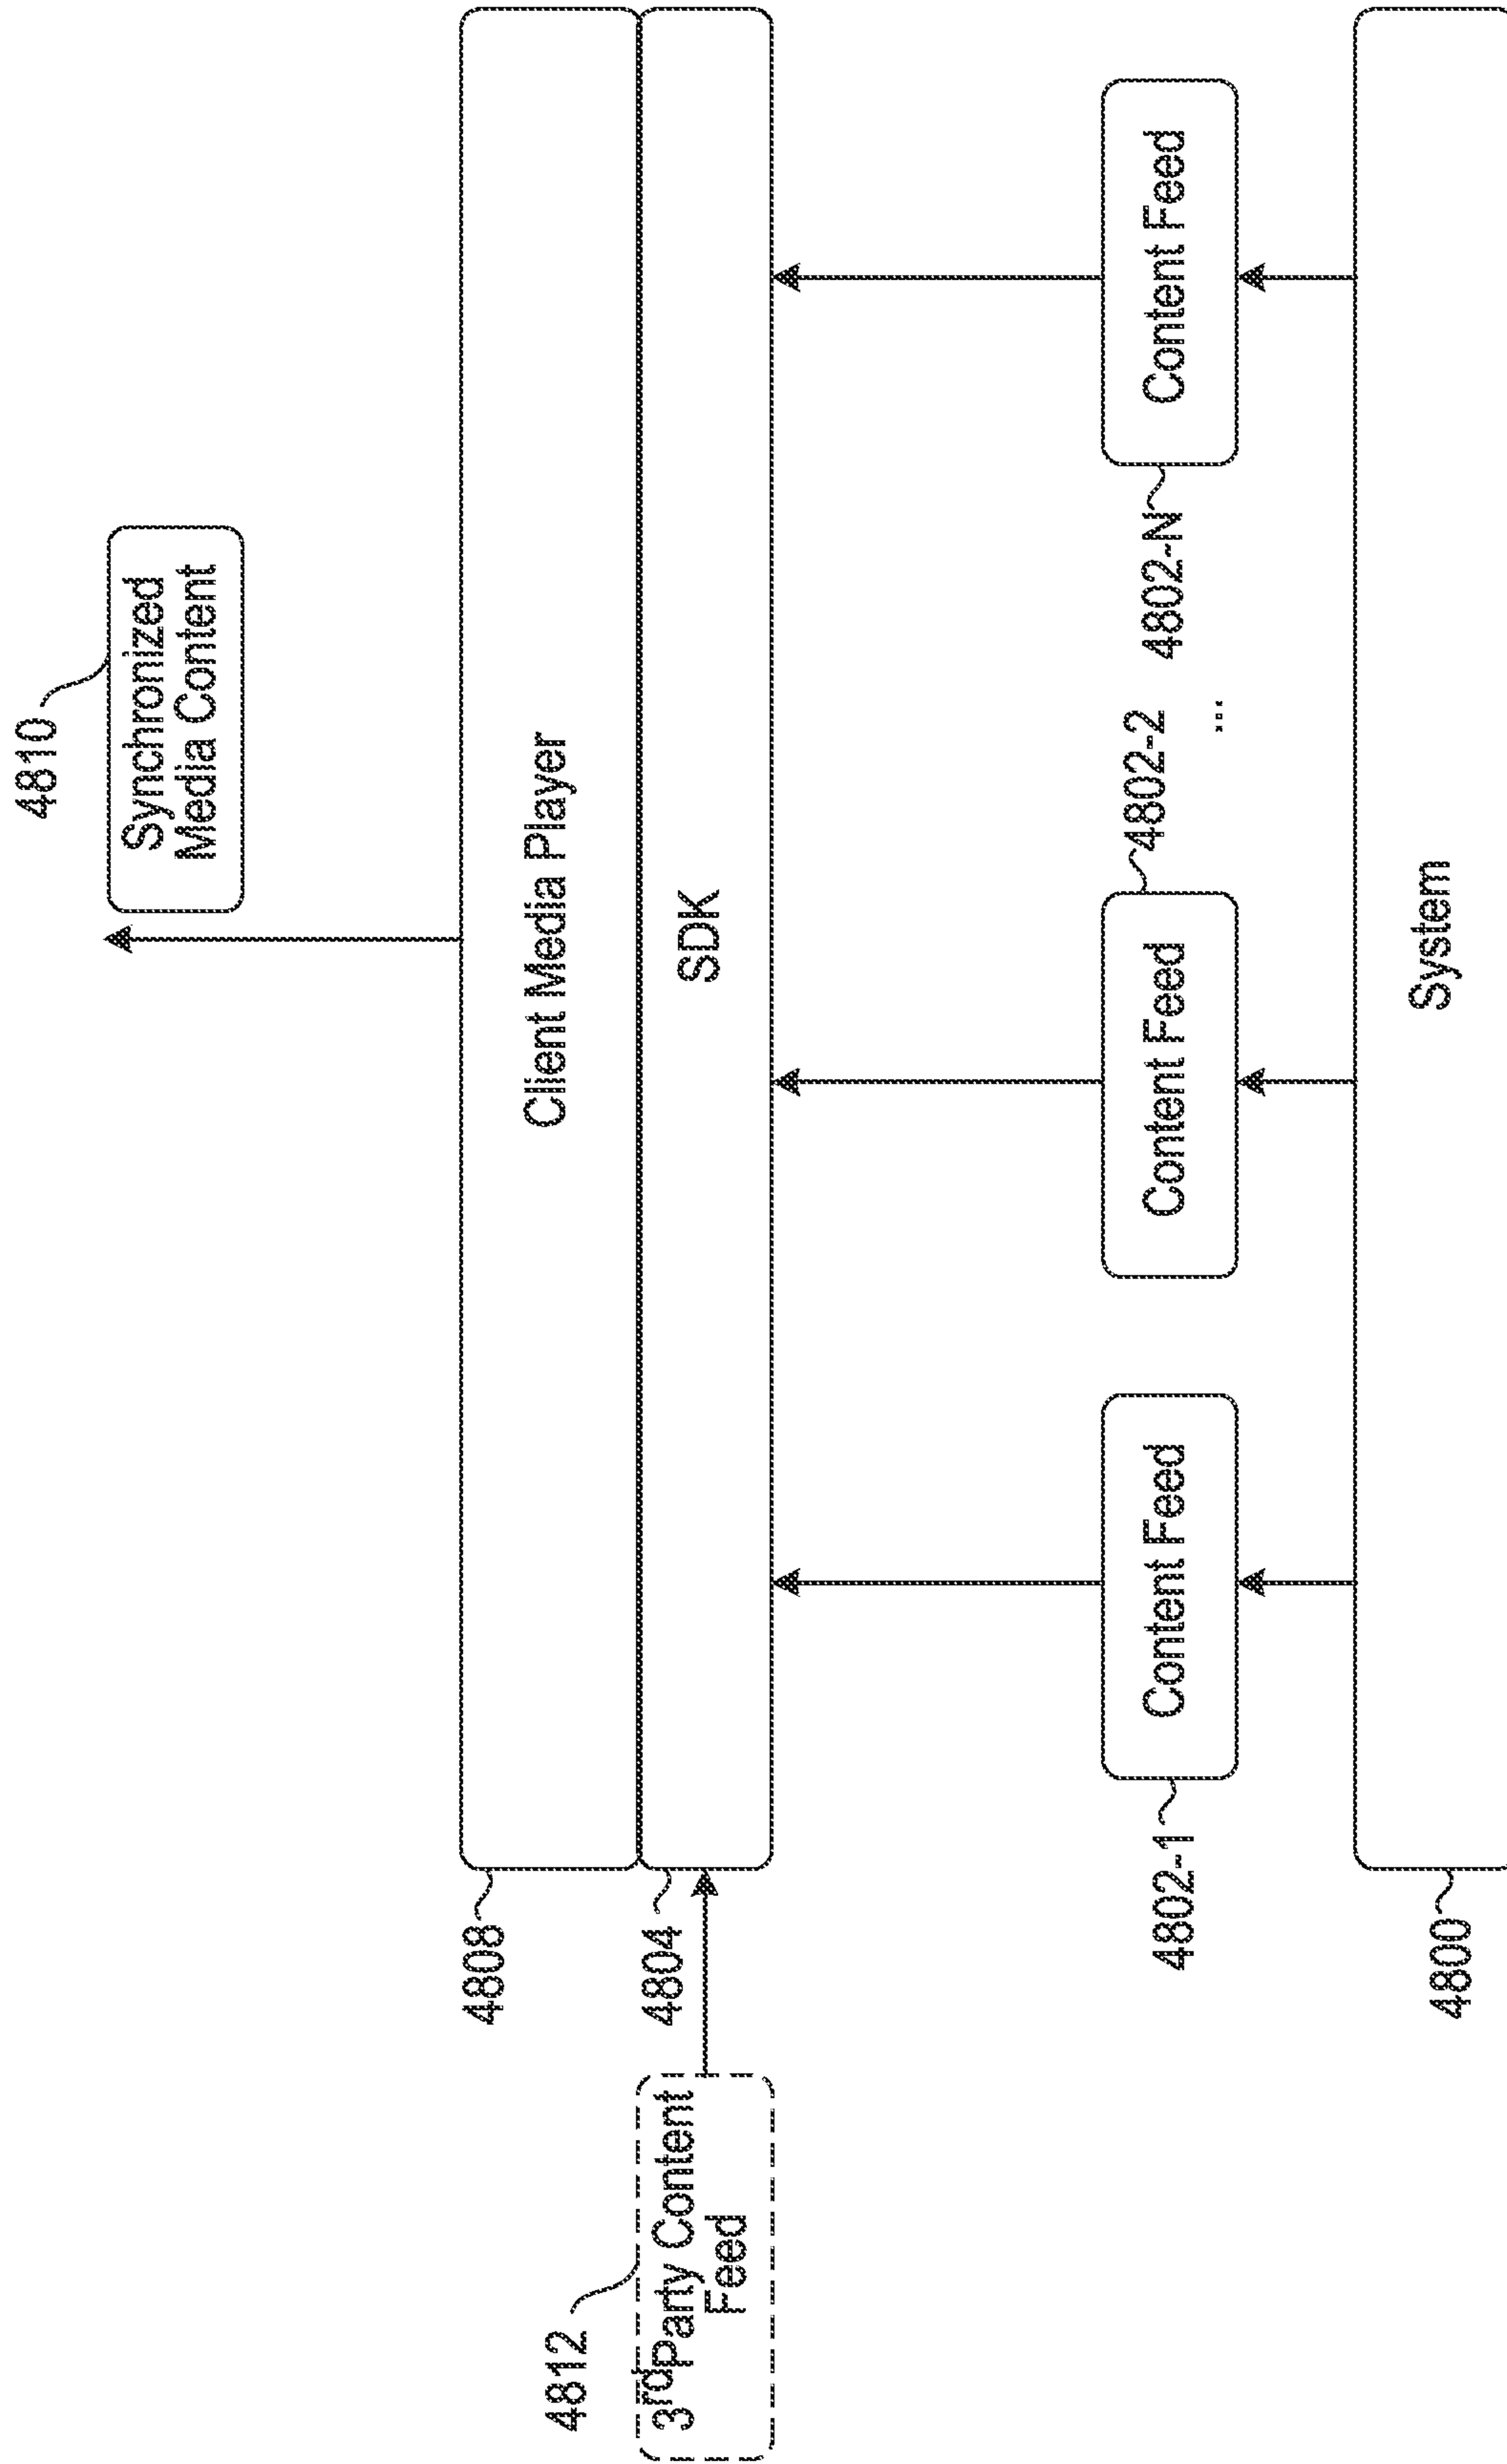 4810
Synchronized
Media Content
4808
Client Media Player
4812
3rd Party Content
Feed
4804
SDK
4802-1
Content Feed
Content Feed
4802-2
...
4802-N
Content Feed
4800
System